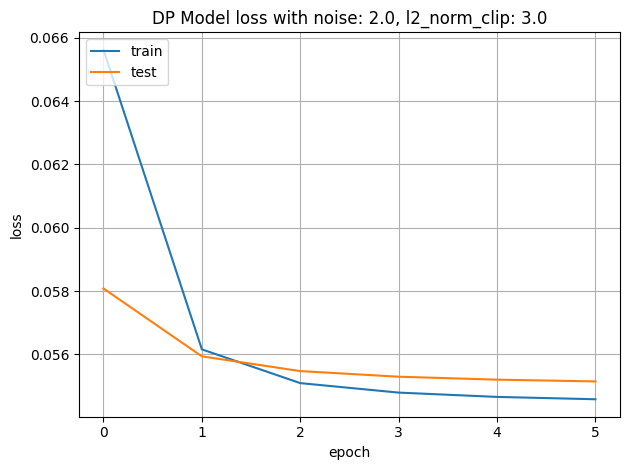 DP Model loss with noise: 2.0, l2_norm_clip: 3.0
train
test
0.066
0.064
0.062
0.060
0.058
0.056
loss
0 1 2 3 4 5
epoch